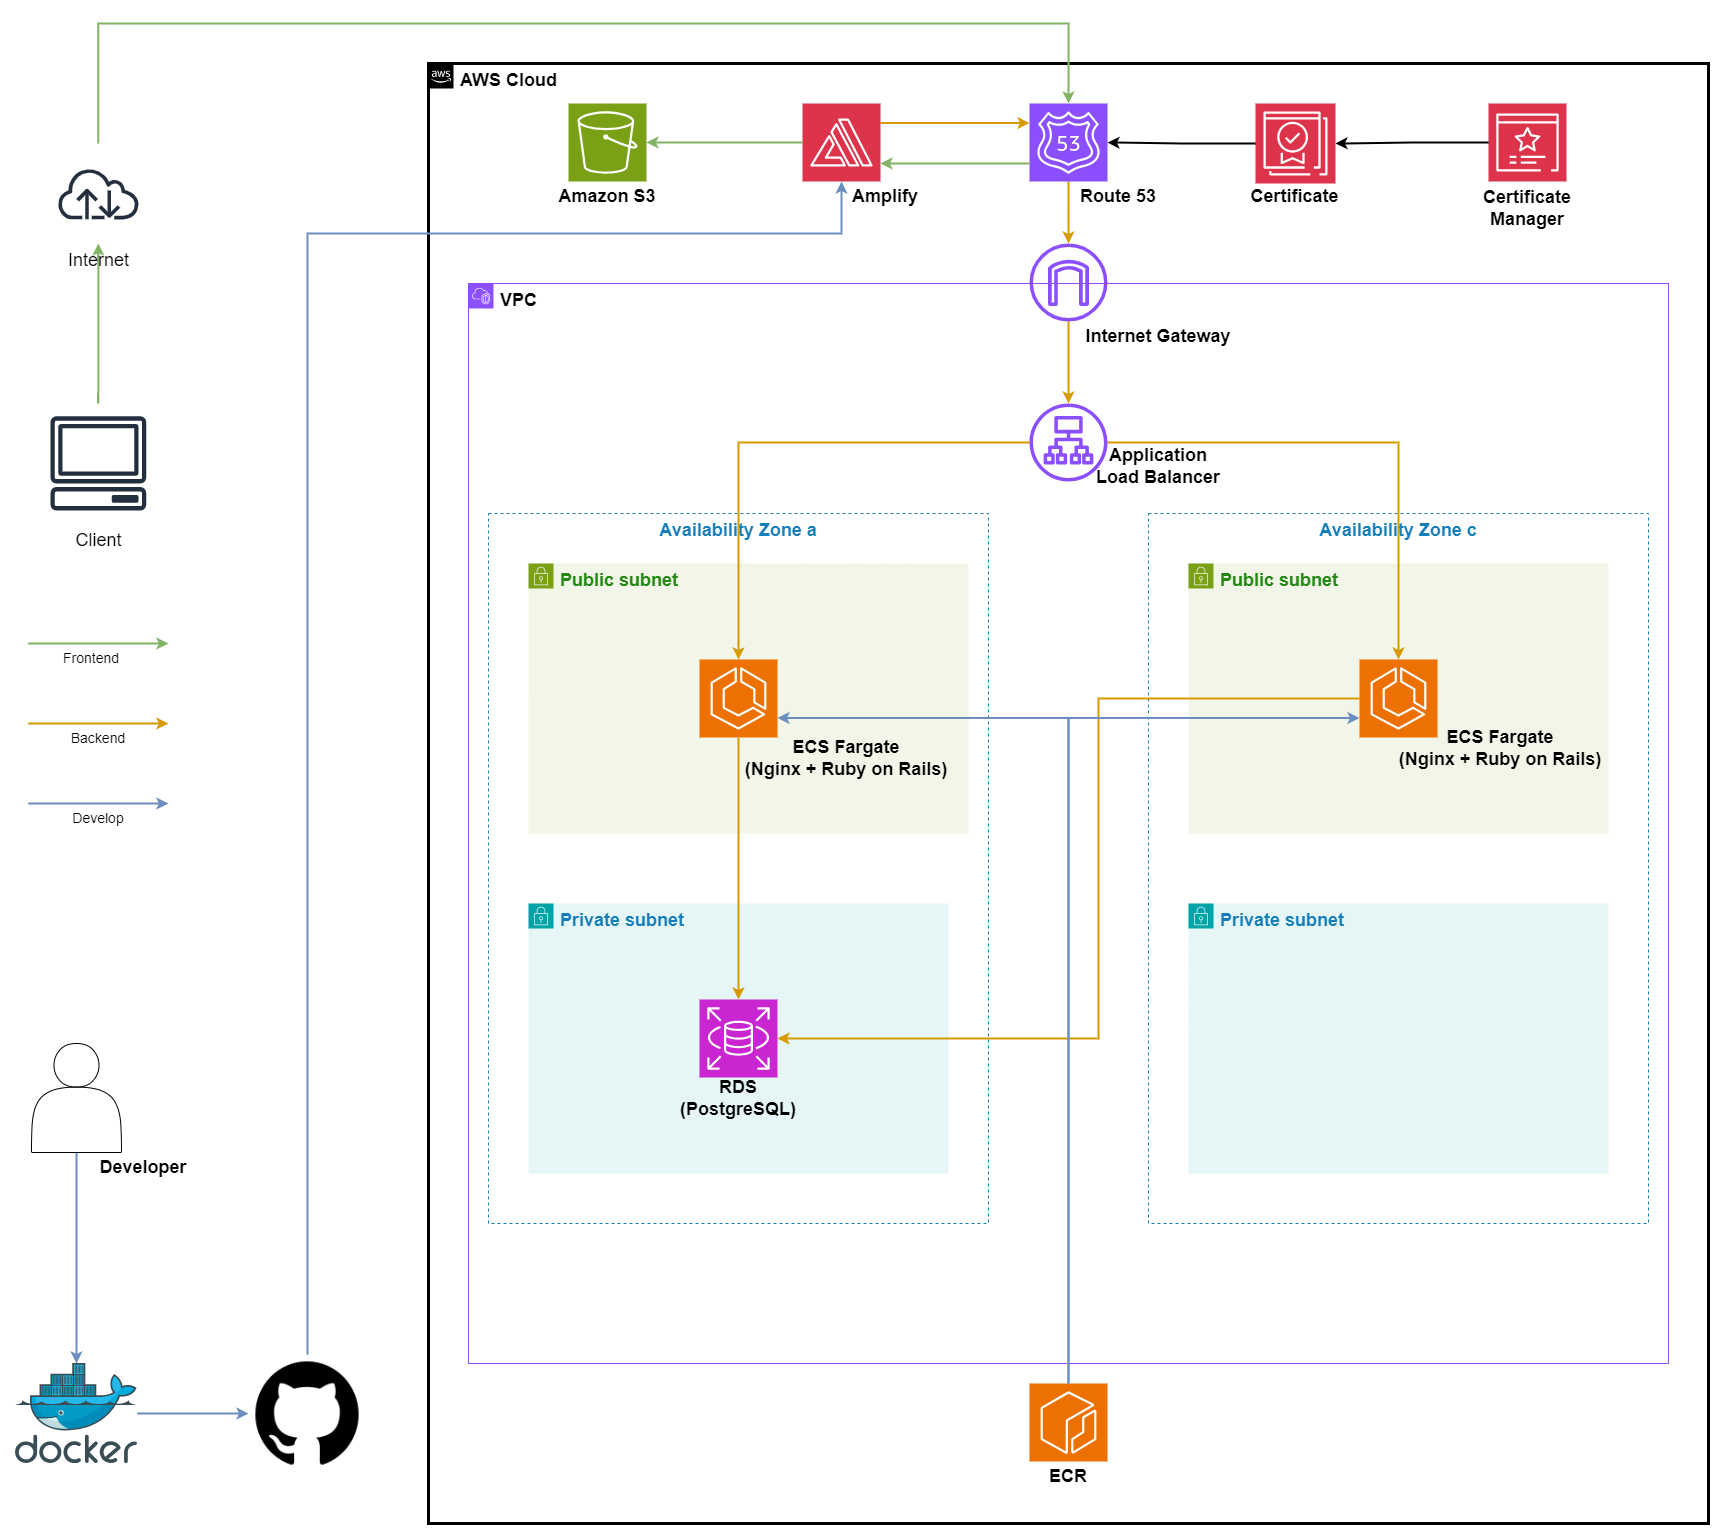 aws
AWS Cloud
Amazon S3
Amplify
53
Route 53
Certificate
Certificate
Manager
Internet
VPC
Internet Gateway
Client
Application
Load Balancer
Availability Zone a
Availability Zone c
Public subnet
Public subnet
Frontend
Backend
Develop
ECS Fargate
(Nginx + Ruby on Rails)
ECS Fargate
(Nginx + Ruby on Rails)
Private subnet
Private subnet
RDS
(PostgreSQL)
Developer
docker
ECR